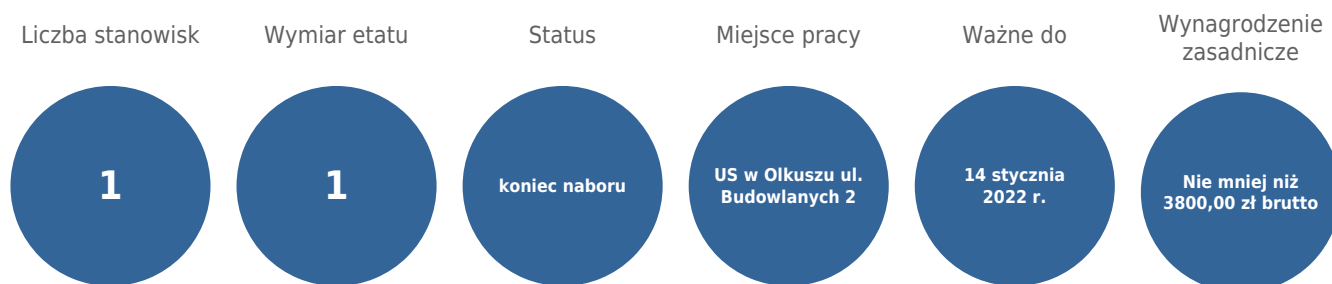 Liczba stanowisk
1
Wymiar etatu
1
Status
koniec naboru
Miejsce pracy
US w Olkuszu ul.
Budowlanych 2
Ważne do
14 stycznia
2022 r.
Wynagrodzenie
zasadnicze
Nie mniej niż
3800,00 zł brutto